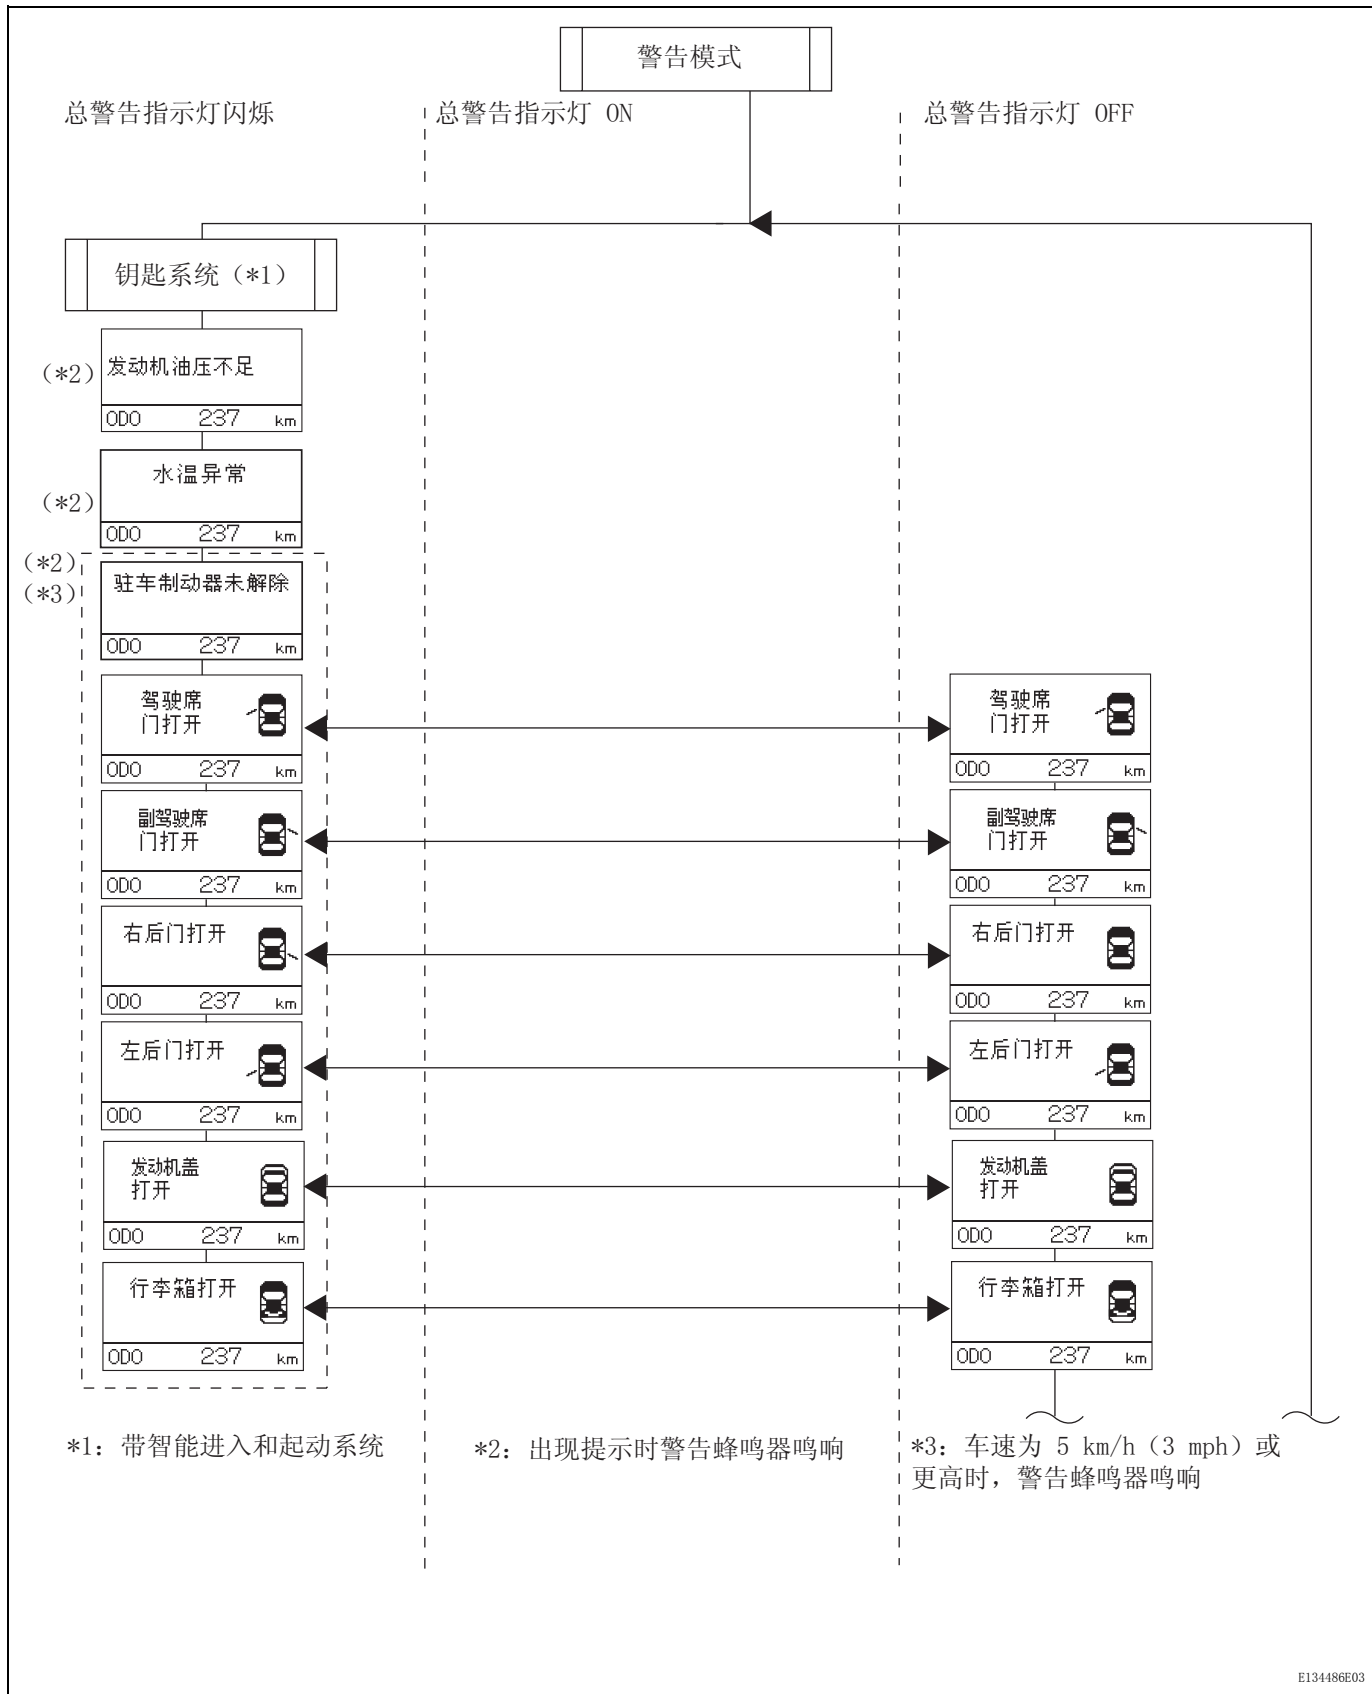 警告模式
总警告指示灯闪烁
总警告指示灯 ON
总警告指示灯 OFF
钥匙系统（*1）
（*2）
发动机油压不足
ODO 237 km
（*2）
水温异常
ODO 237 km
（*2）
（*3）
驻车制动器未解除
ODO 237 km
驾驶席
门打开
ODO 237 km
驾驶席
门打开
ODO 237 km
副驾驶席
门打开
ODO 237 km
副驾驶席
门打开
ODO 237 km
右后门打开
ODO 237 km
右后门打开
ODO 237 km
左后门打开
ODO 237 km
左后门打开
ODO 237 km
发动机盖
打开
ODO 237 km
发动机盖
打开
ODO 237 km
行李箱打开
ODO 237 km
行李箱打开
ODO 237 km
*1：带智能进入和起动系统
*2：出现提示时警告蜂鸣器鸣响
*3：车速为 5 km/h（3 mph）或
更高时，警告蜂鸣器鸣响
E134486E03